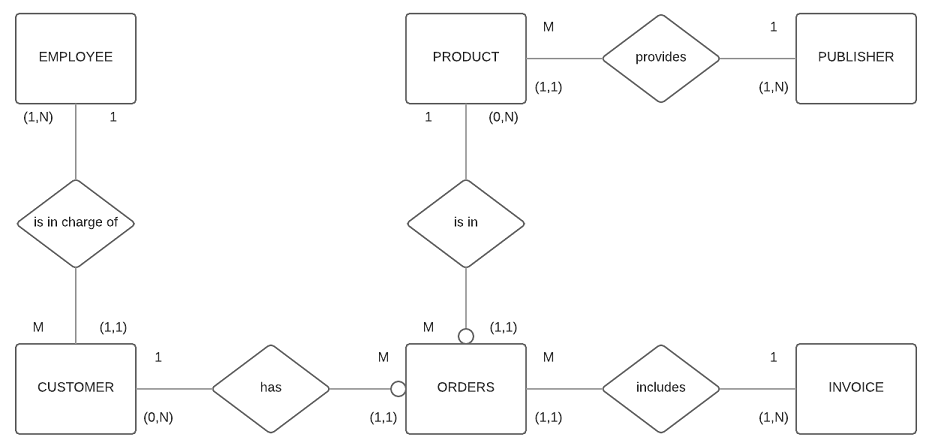 EMPLOYEE
PRODUCT
M
provides
1
PUBLISHER
(1,1)
(1,N)
(1,N)
1
1
(0,N)
is in charge of
is in
M
(1,1)
M
(1,1)
CUSTOMER
1
has
M
ORDERS
M
includes
1
INVOICE
(0,N)
(1,1)
(1,1)
(1,N)